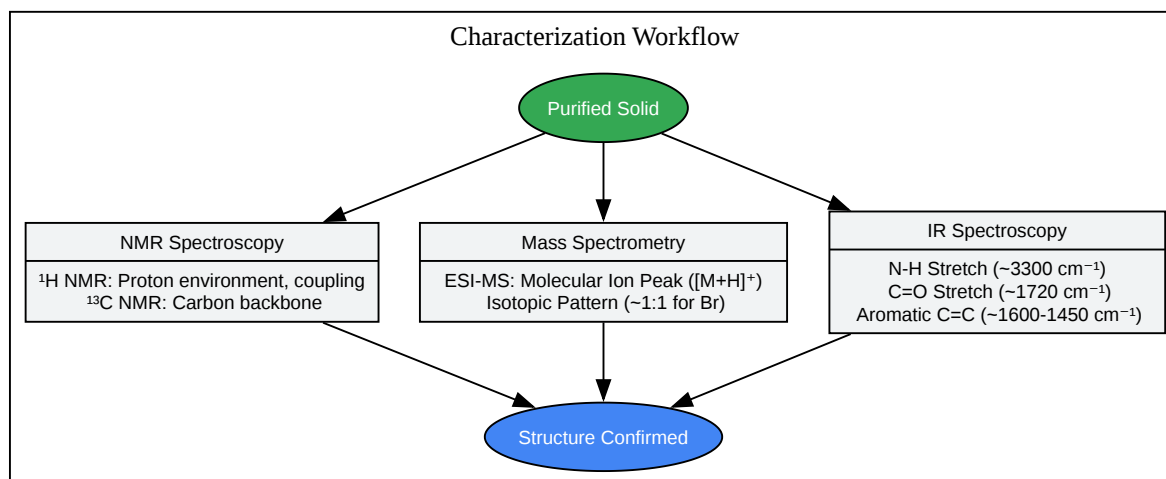 Characterization Workflow
Purified Solid
NMR Spectroscopy
¹H NMR: Proton environment, coupling
¹³C NMR: Carbon backbone
Mass Spectrometry
ESI-MS: Molecular Ion Peak ([M+H]⁺)
Isotopic Pattern (~1:1 for Br)
IR Spectroscopy
N-H Stretch (~3300 cm⁻¹)
C=O Stretch (~1720 cm⁻¹)
Aromatic C=C (~1600-1450 cm⁻¹)
Structure Confirmed